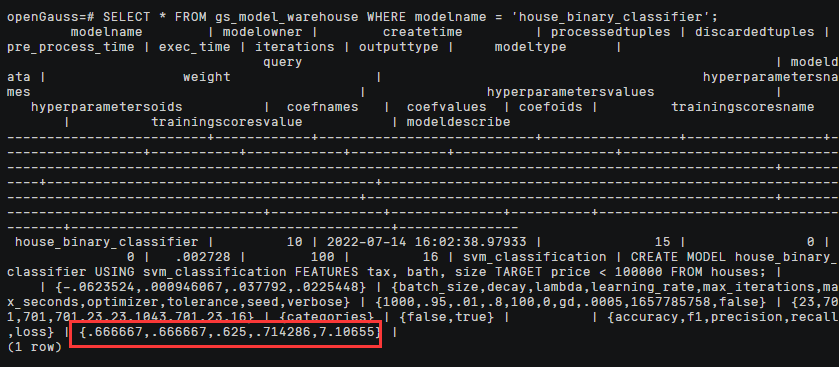 openGauss=# SELECT * FROM gs_model_warehouse WHERE modelname = 'house_binary_classifier';
modelname | modelowner | createtime | processedtuples | discardedtuples |
pre_process_time | exec_time | iterations | outputtype | modeltype |
query | modeld
ata | weight | hyperparametersna
mes | hyperparametersvalues |
hyperparametersoids | coefnames | coefvalues | coefoids | trainingscoresname
| trainingscoresvalue | modeldescribe
-----------------------+------------+----------------------------+-----------------+-----------------+
-----------------+-----------+------------+------------+--------------------+
-----------------------------------------------------------------------------------------+-------
----+------------------------------------------+-------------------------------------------------
----------------------------------------+----------------------------------------------------+
--------------------------------+--------------+------------+----------+---------------------------
-------+----------------------------------------+---------------
house_binary_classifier | 10 | 2022-07-14 16:02:38.97933 | 15 | 0 |
0 | .002728 | 100 | 16 | svm_classification | CREATE MODEL house_binary_
classifier USING svm_classification FEATURES tax, bath, size TARGET price < 100000 FROM houses; |
| {-.0623524,.000946067,.037792,.0225448} | {batch_size,decay,lambda,learning_rate,max_iterations,ma
x_seconds,optimizer,tolerance,seed,verbose} | {1000,.95,.01,.8,100,0,gd,.0005,1657785758,false} | {23,70
1,701,701,23,23,1043,701,23,16} | {categories} | {false,true} | | {accuracy,f1,precision,recall
,loss} | {.666667,.666667,.625,.714286,7.10655} |
(1 row)